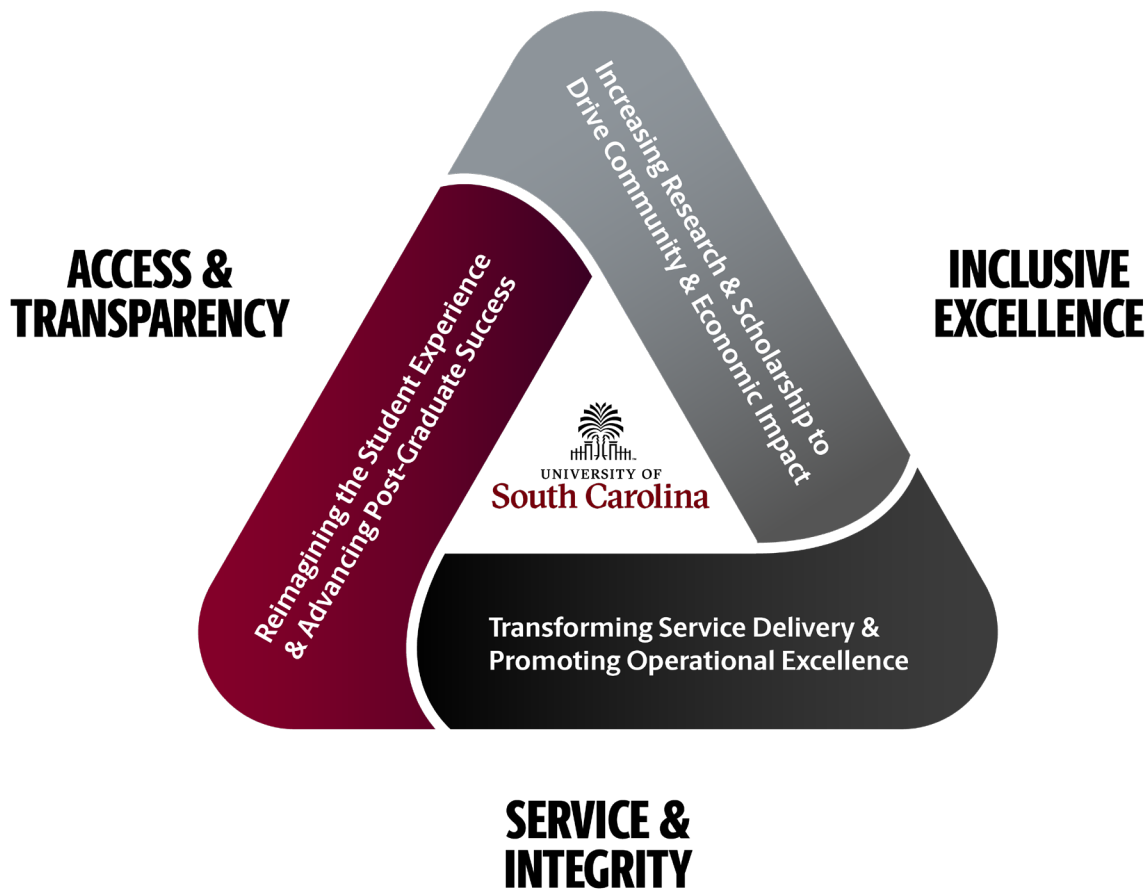 Increasing Research & Scholarship to
Drive Community & Economic Impact
ACCESS &
TRANSPARENCY
Reimagining the Student Experience
& Advancing Post-Graduate Success
INCLUSIVE
EXCELLENCE
UNIVERSITY OF
South Carolina
Transforming Service Delivery &
Promoting Operational Excellence
SERVICE &
INTEGRITY